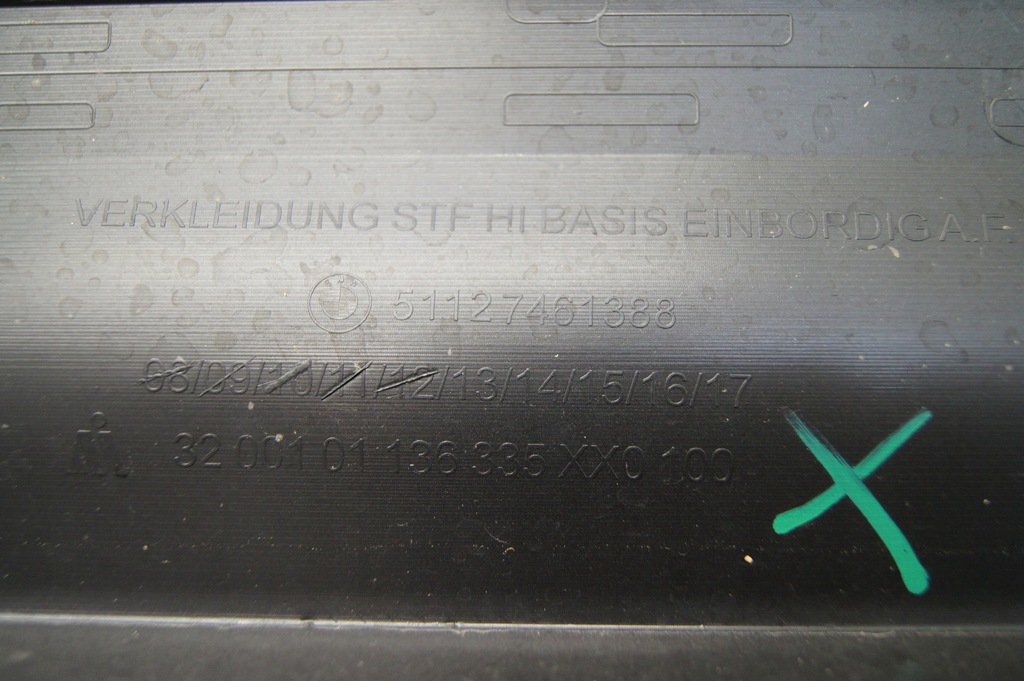 VERKLEIDUNG STF HI BASIS EINBORDIG A.F.
51127461388
98/09/10/11/12/13/14/15/16/17
32 001 01 136 335 XX0 100